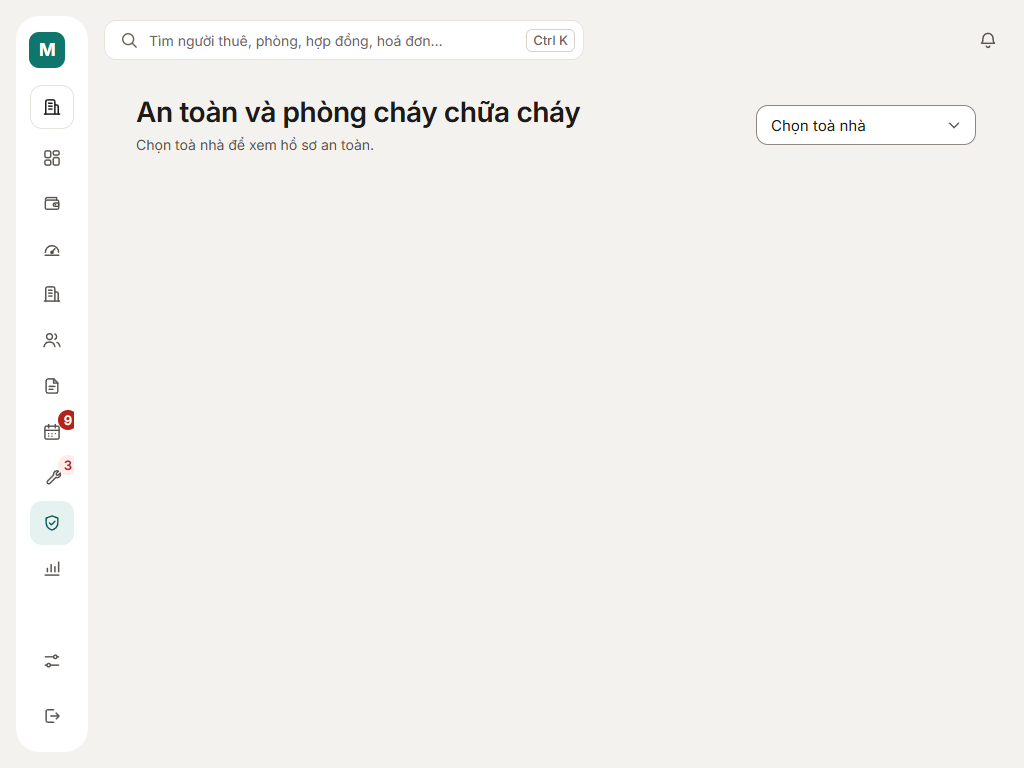 M
Tìm người thuê, phòng, hợp đồng, hoá đơn...
Ctrl K
An toàn và phòng cháy chữa cháy
Chọn toà nhà để xem hồ sơ an toàn.
Chọn toà nhà
9
3